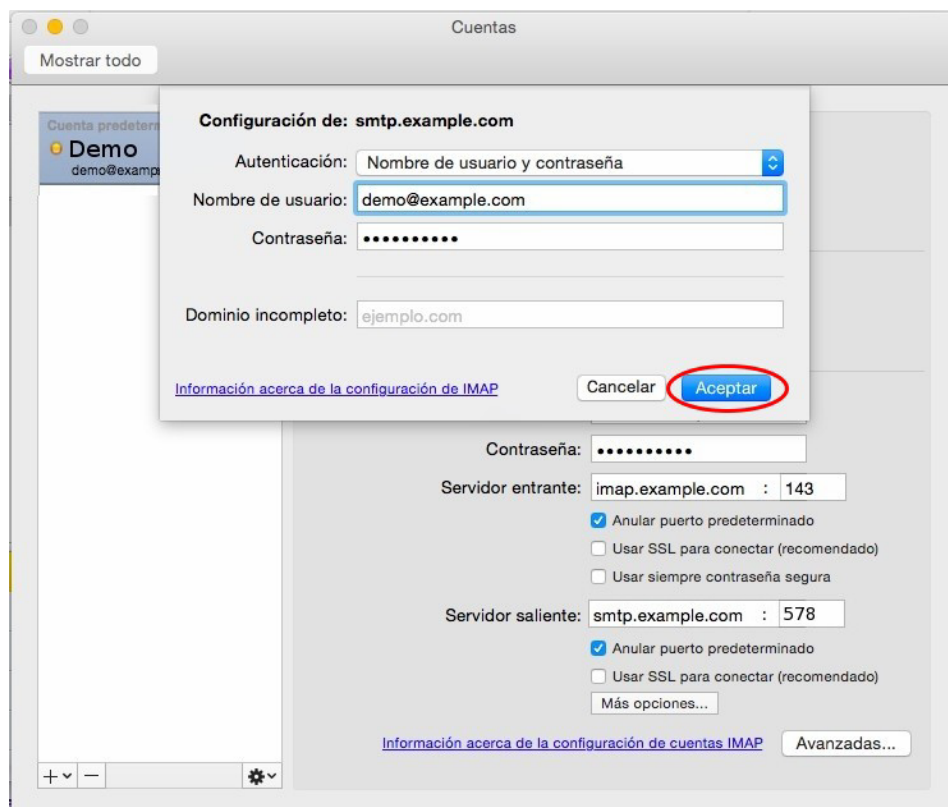 Cuentas
Mostrar todo
Cuenta predeterm
Demo
demo@examp
Configuración de: smtp.example.com
Autenticación: Nombre de usuario y contraseña
Nombre de usuario: demo@example.com
Contraseña: ••••••••••
Dominio incompleto: ejemplo.com
Información acerca de la configuración de IMAP Cancelar Aceptar
Contraseña: ••••••••••
Servidor entrante: imap.example.com : 143
Anular puerto predeterminado
Usar SSL para conectar (recomendado)
Usar siempre contraseña segura
Servidor saliente: smtp.example.com : 578
Anular puerto predeterminado
Usar SSL para conectar (recomendado)
Más opciones...
Información acerca de la configuración de cuentas IMAP Avanzadas...